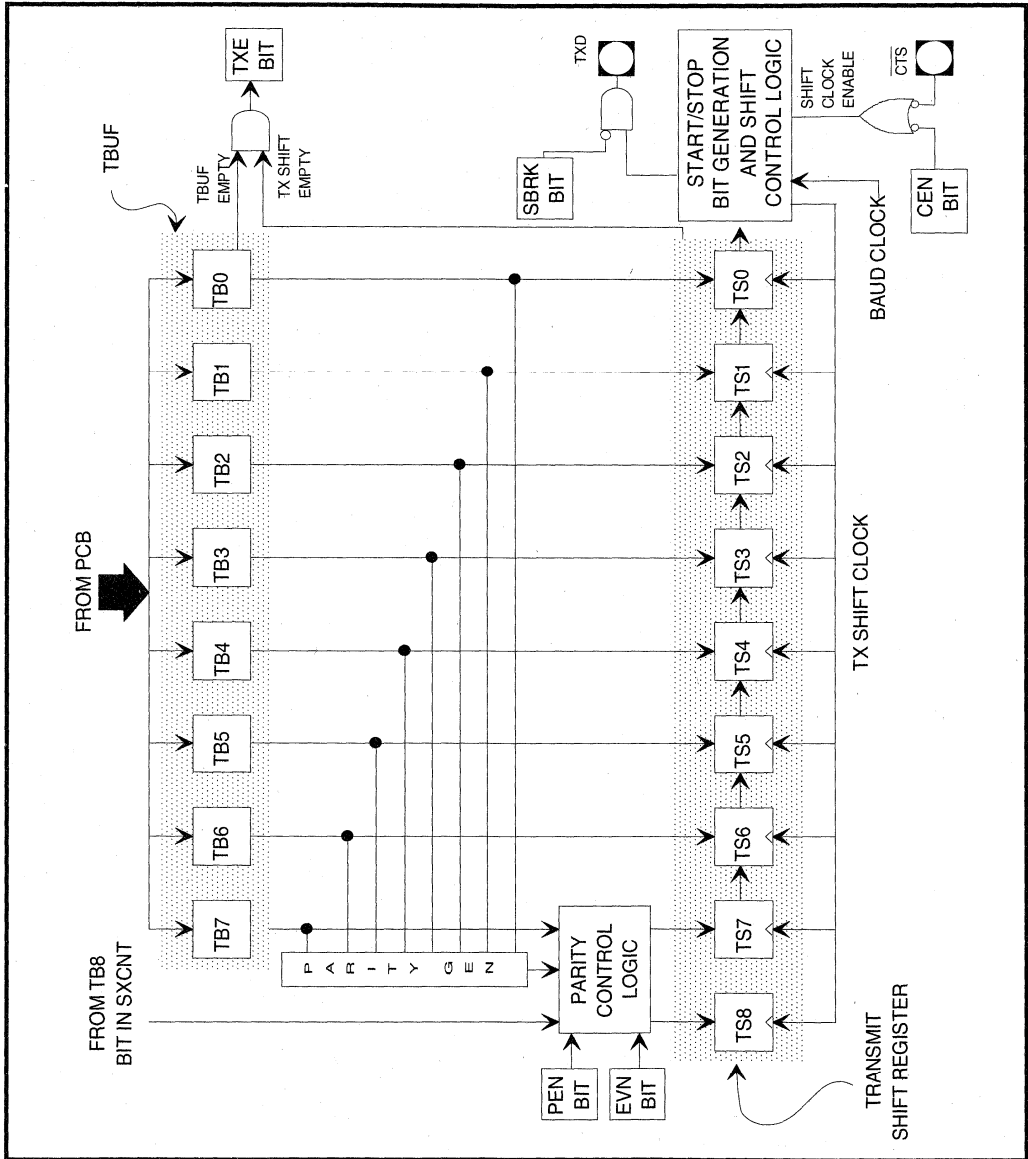 FROM TB8
BIT IN SXCNT
FROM PCB
TBUF
TB7
TB6
TB5
TB4
TB3
TB2
TB1
TB0
TBUF
EMPTY
TX SHIFT
EMPTY
TXE
BIT
PARITY GEN
PEN
BIT
EVN
BIT
PARITY
CONTROL
LOGIC
SBRK
BIT
TXD
TS8
TS7
TS6
TS5
TS4
TS3
TS2
TS1
TS0
START/STOP
BIT GENERATION
AND SHIFT
CONTROL LOGIC
SHIFT
CLOCK
ENABLE
CTS
CEN
BIT
BAUD CLOCK
TX SHIFT CLOCK
TRANSMIT
SHIFT REGISTER